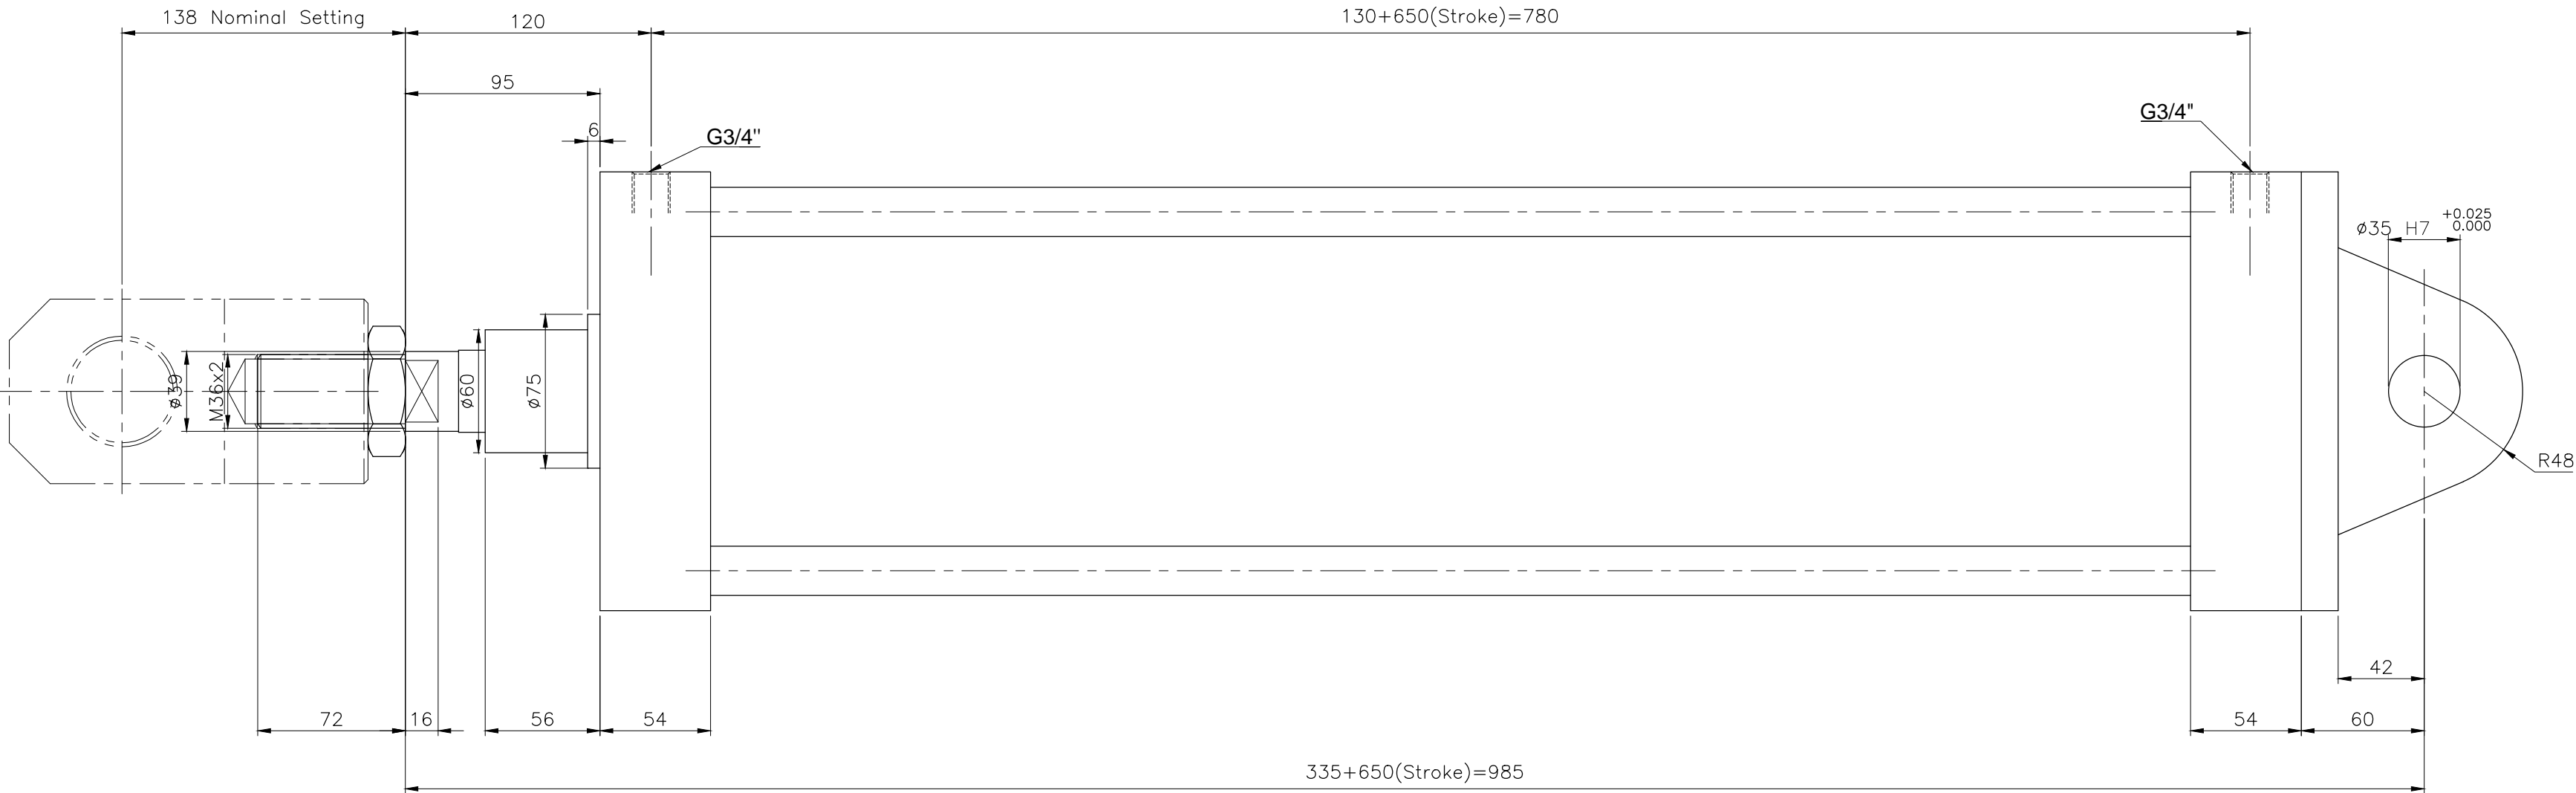 138 Nominal Setting
120
130+650(Stroke)=780
95
6
G3/4"
G3/4"
ø35 H7 +0.025
0.000
ø39
M36x2
ø60
ø75
R48
42
72
16
56
54
54
60
335+650(Stroke)=985